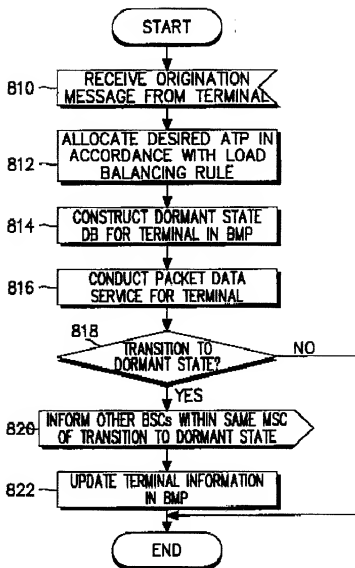 START
810
RECEIVE ORIGINATION
MESSAGE FROM TERMINAL
812
ALLOCATE DESIRED ATP IN
ACCORDANCE WITH LOAD
BALANCING RULE
814
CONSTRUCT DORMANT STATE
DB FOR TERMINAL IN BMP
816
CONDUCT PACKET DATA
SERVICE FOR TERMINAL
818
TRANSITION TO
DORMANT STATE?
NO
YES
820
INFORM OTHER BSCs WITHIN SAME MSC
OF TRANSITION TO DORMANT STATE
822
UPDATE TERMINAL INFORMATION
IN BMP
END